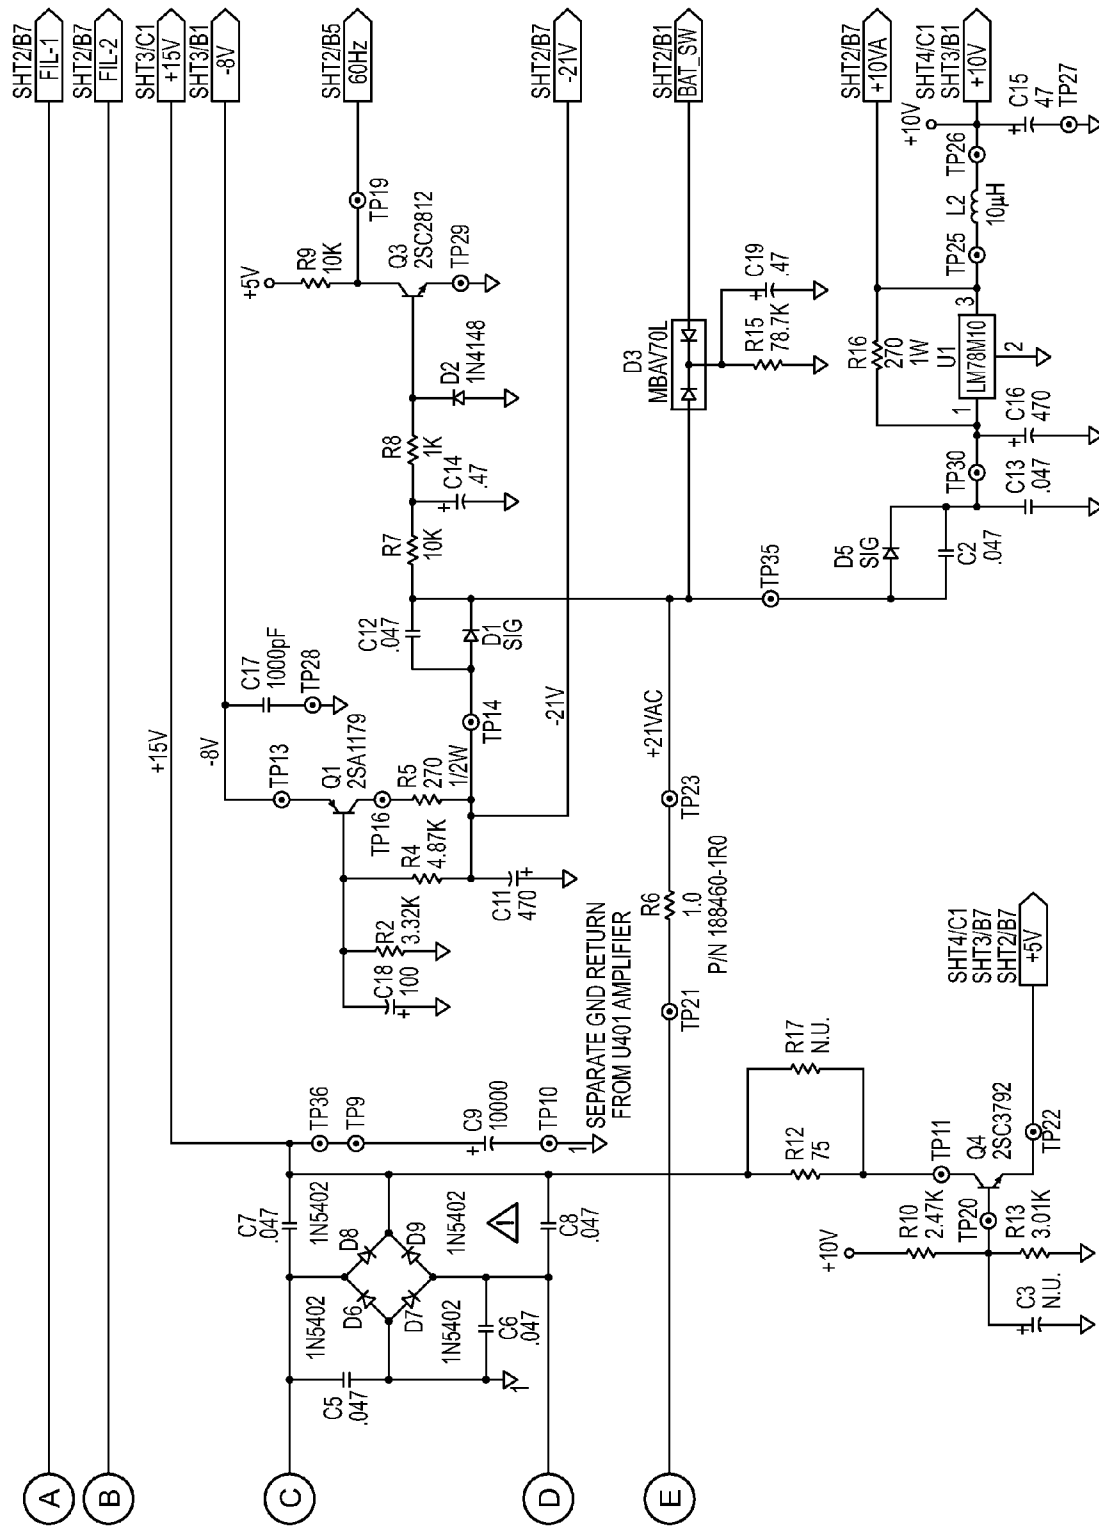 A
B
C
D
E
SHT2/B7
FIL-1
SHT2/B7
FIL-2
SHT3/C1
+15V
SHT3/B1
-8V
SHT2/B5
60Hz
SHT2/B7
-21V
SHT2/B1
BAT_SW
SHT2/B7
+10VA
SHT4/C1
SHT3/B1
+10V
+15V
-8V
C17
1000pF
TP28
TP13
Q1
2SA1179
TP16
R5
270
1/2W
R4
4.87K
R2
3.32K
C18
+
100
C11
+
470
TP14
-21V
C12
.047
D1
SIG
R7
10K
C14
+
.47
R8
1K
D2
1N4148
+5V
R9
10K
Q3
2SC2812
TP29
TP19
D3
MBAV70L
R15
78.7K
C19
+
.47
C7
.047
1N5402
D8
1N5402
D9
1N5402
D6
1N5402
D7
C5
.047
C6
.047
1
C8
.047
TP36
TP9
C9
+
10000
TP10
1
SEPARATE GND RETURN
FROM U401 AMPLIFIER
TP21
R6
1.0
P/N 188460-1R0
TP23
+21VAC
TP35
D5
SIG
C2
.047
C13
.047
TP30
C16
+
470
R16
270
1W
U1
LM78M10
1
2
3
TP25
L2
10µH
TP26
+10V
C15
+
47
TP27
R12
75
R17
N.U.
TP11
Q4
2SC3792
TP22
TP20
+10V
R10
2.47K
R13
3.01K
C3
+
N.U.
SHT4/C1
SHT3/B7
SHT2/B7
+5V